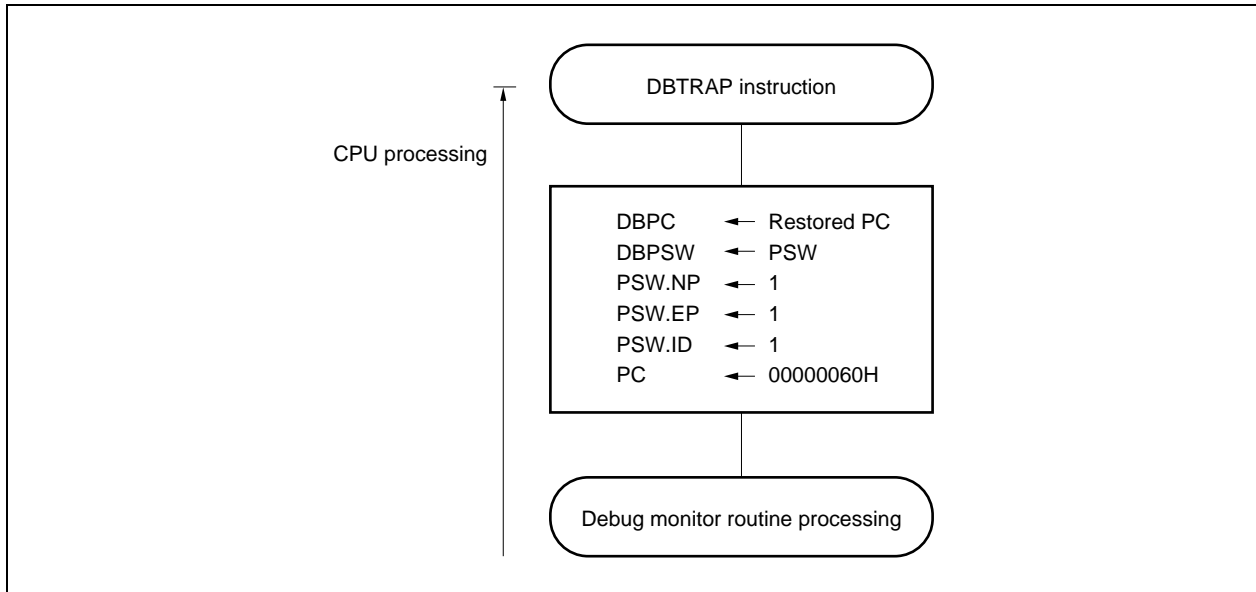 DBTRAP instruction
CPU processing
DBPC ← Restored PC
DBPSW ← PSW
PSW.NP ← 1
PSW.EP ← 1
PSW.ID ← 1
PC ← 00000060H
Debug monitor routine processing